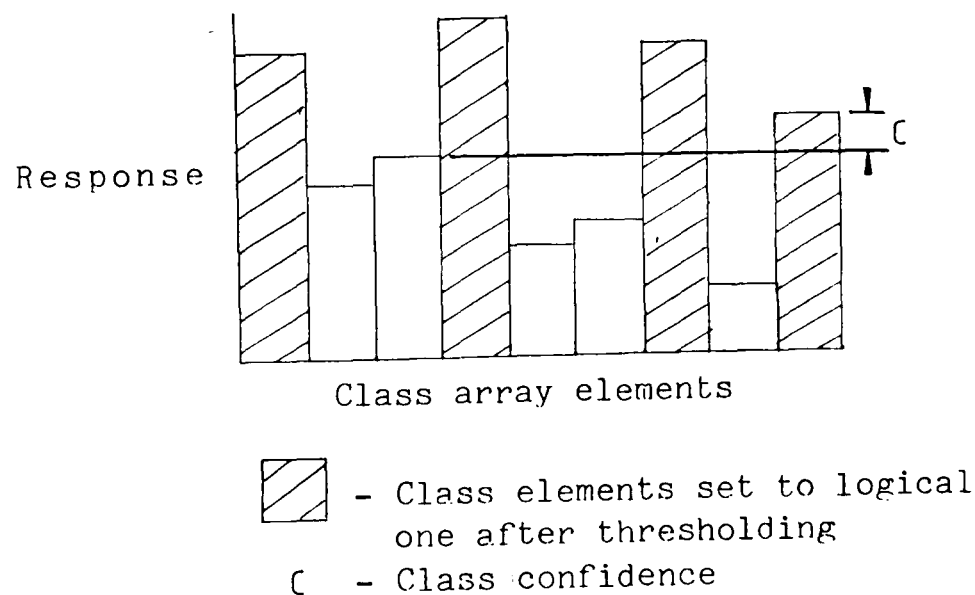 Response
C
Class array elements
- Class elements set to logical
one after thresholding
C - Class confidence